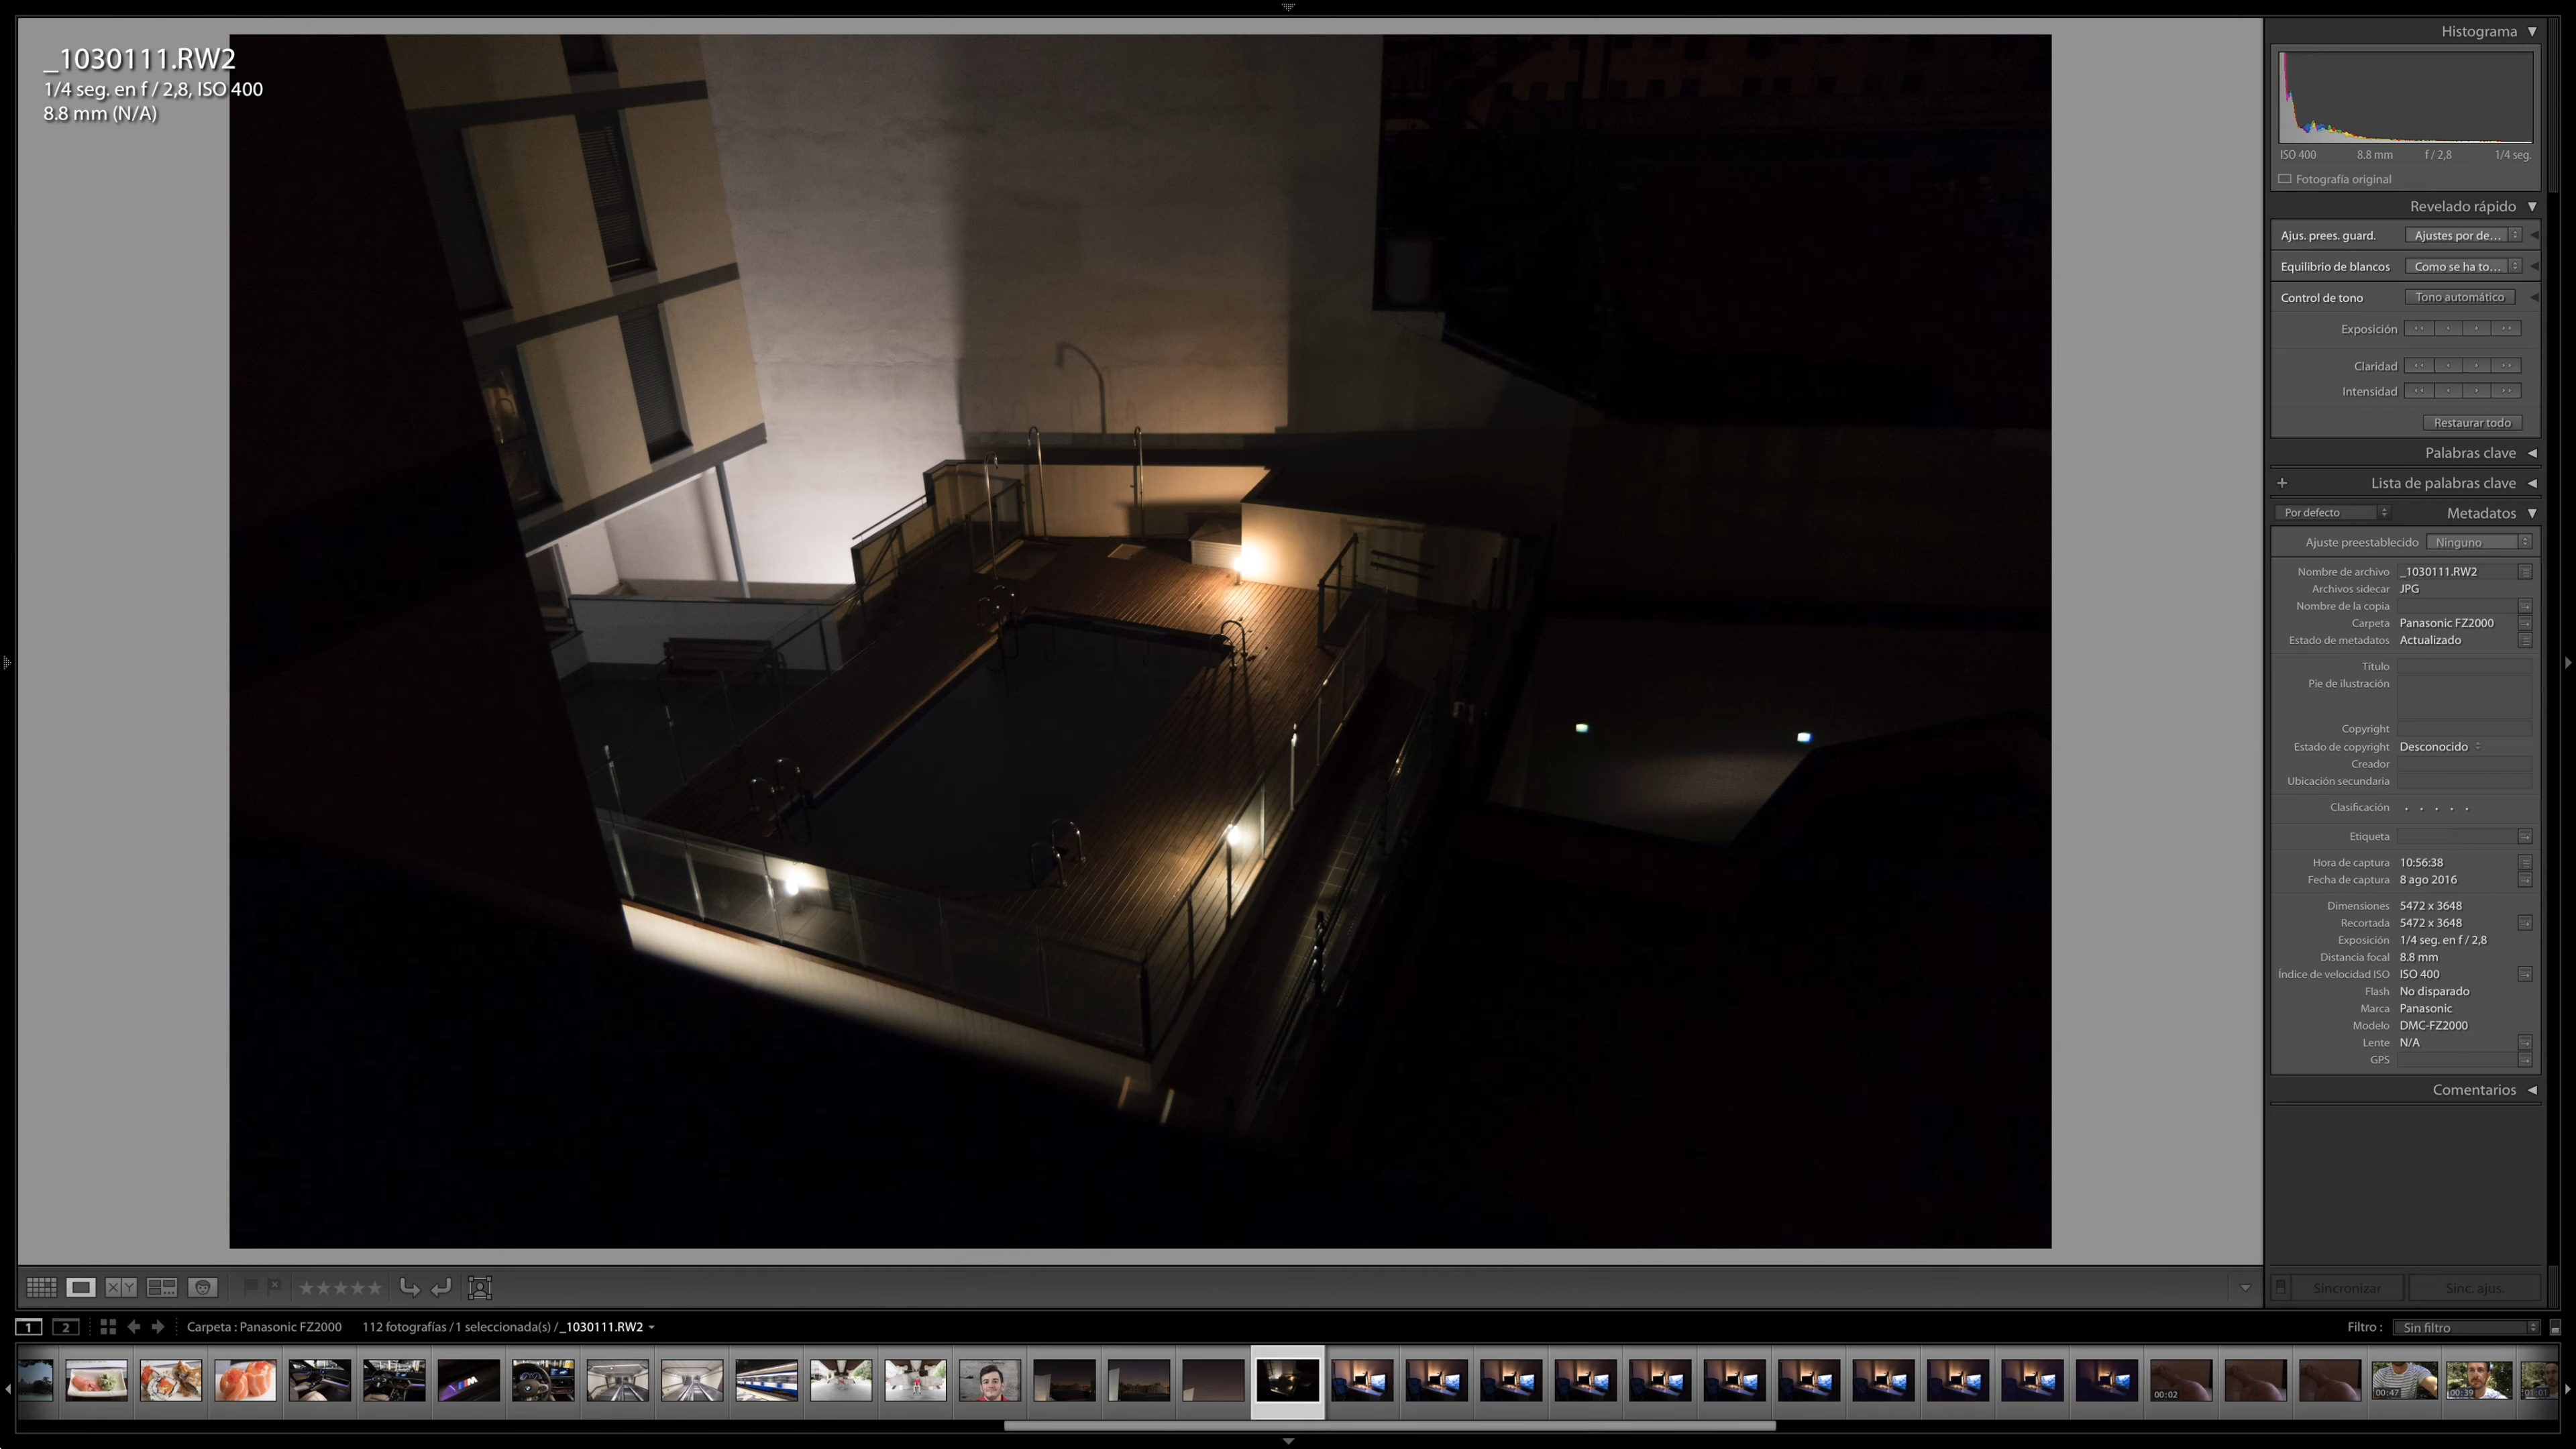 _1030111.RW2
1/4 seg. en f / 2,8, ISO 400
8.8 mm (N/A)
Histograma
ISO 400 8.8 mm f / 2,8 1/4 seg.
Fotografía original
Revelado rápido
Ajus. prees. guard. Ajustes por de...
Equilibrio de blancos Como se ha to...
Control de tono Tono automático
Exposición
Claridad
Intensidad
Restaurar todo
Palabras clave
+ Lista de palabras clave
Por defecto Metadatos
Ajuste preestablecido Ninguno
Nombre de archivo _1030111.RW2
Archivos sidecar JPG
Nombre de la copia
Carpeta Panasonic FZ2000
Estado de metadatos Actualizado
Título
Pie de ilustración
Copyright
Estado de copyright Desconocido
Creador
Ubicación secundaria
Clasificación . . . . .
Etiqueta
Hora de captura 10:56:38
Fecha de captura 8 ago 2016
Dimensiones 5472 x 3648
Recortada 5472 x 3648
Exposición 1/4 seg. en f / 2,8
Distancia focal 8.8 mm
Índice de velocidad ISO ISO 400
Flash No disparado
Marca Panasonic
Modelo DMC-FZ2000
Lente N/A
GPS
Comentarios
XY
Sincronizar Sinc. ajus.
1 2 Carpeta : Panasonic FZ2000 112 fotografías / 1 seleccionada(s) / _1030111.RW2
Filtro : Sin filtro
M
00:02
00:47
00:39
01:01